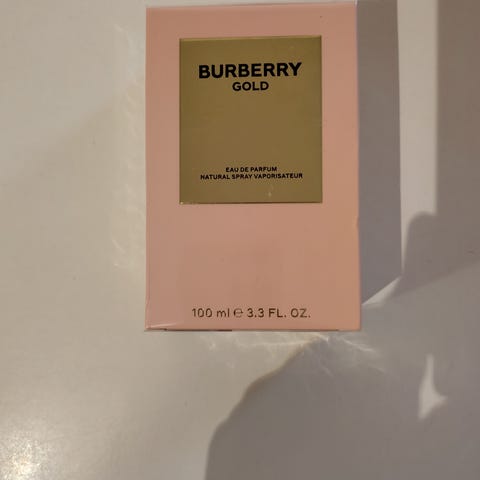 BURBERRY
GOLD
EAU DE PARFUM
NATURAL SPRAY VAPORISATEUR
100 ml ℮ 3.3 FL. OZ.